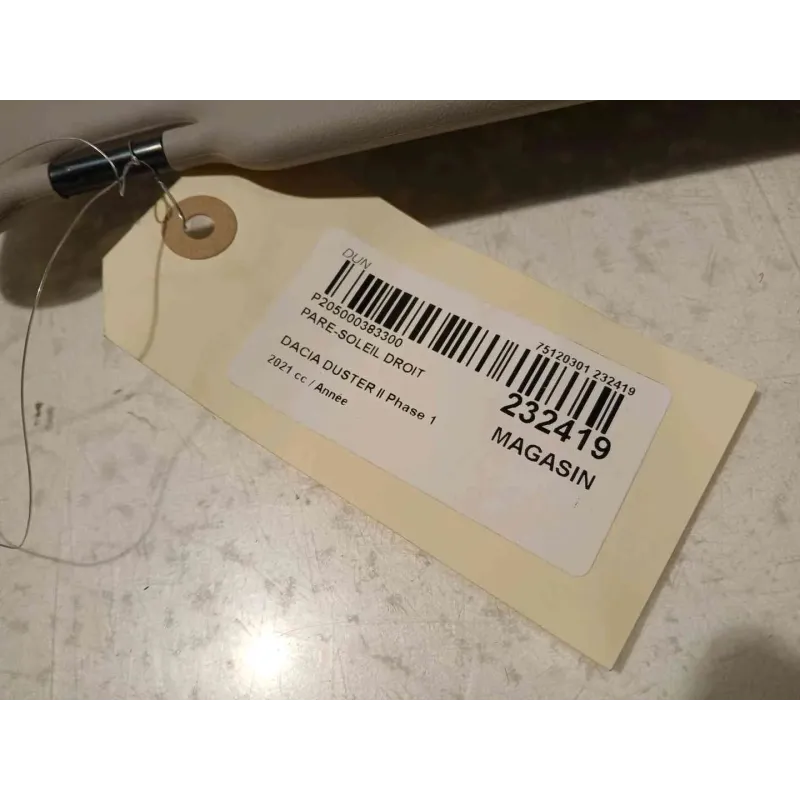 DUN
75120301 232419
P205000383300
PARE-SOLEIL DROIT
232419
DACIA DUSTER II Phase 1
MAGASIN
2021 cc / Année